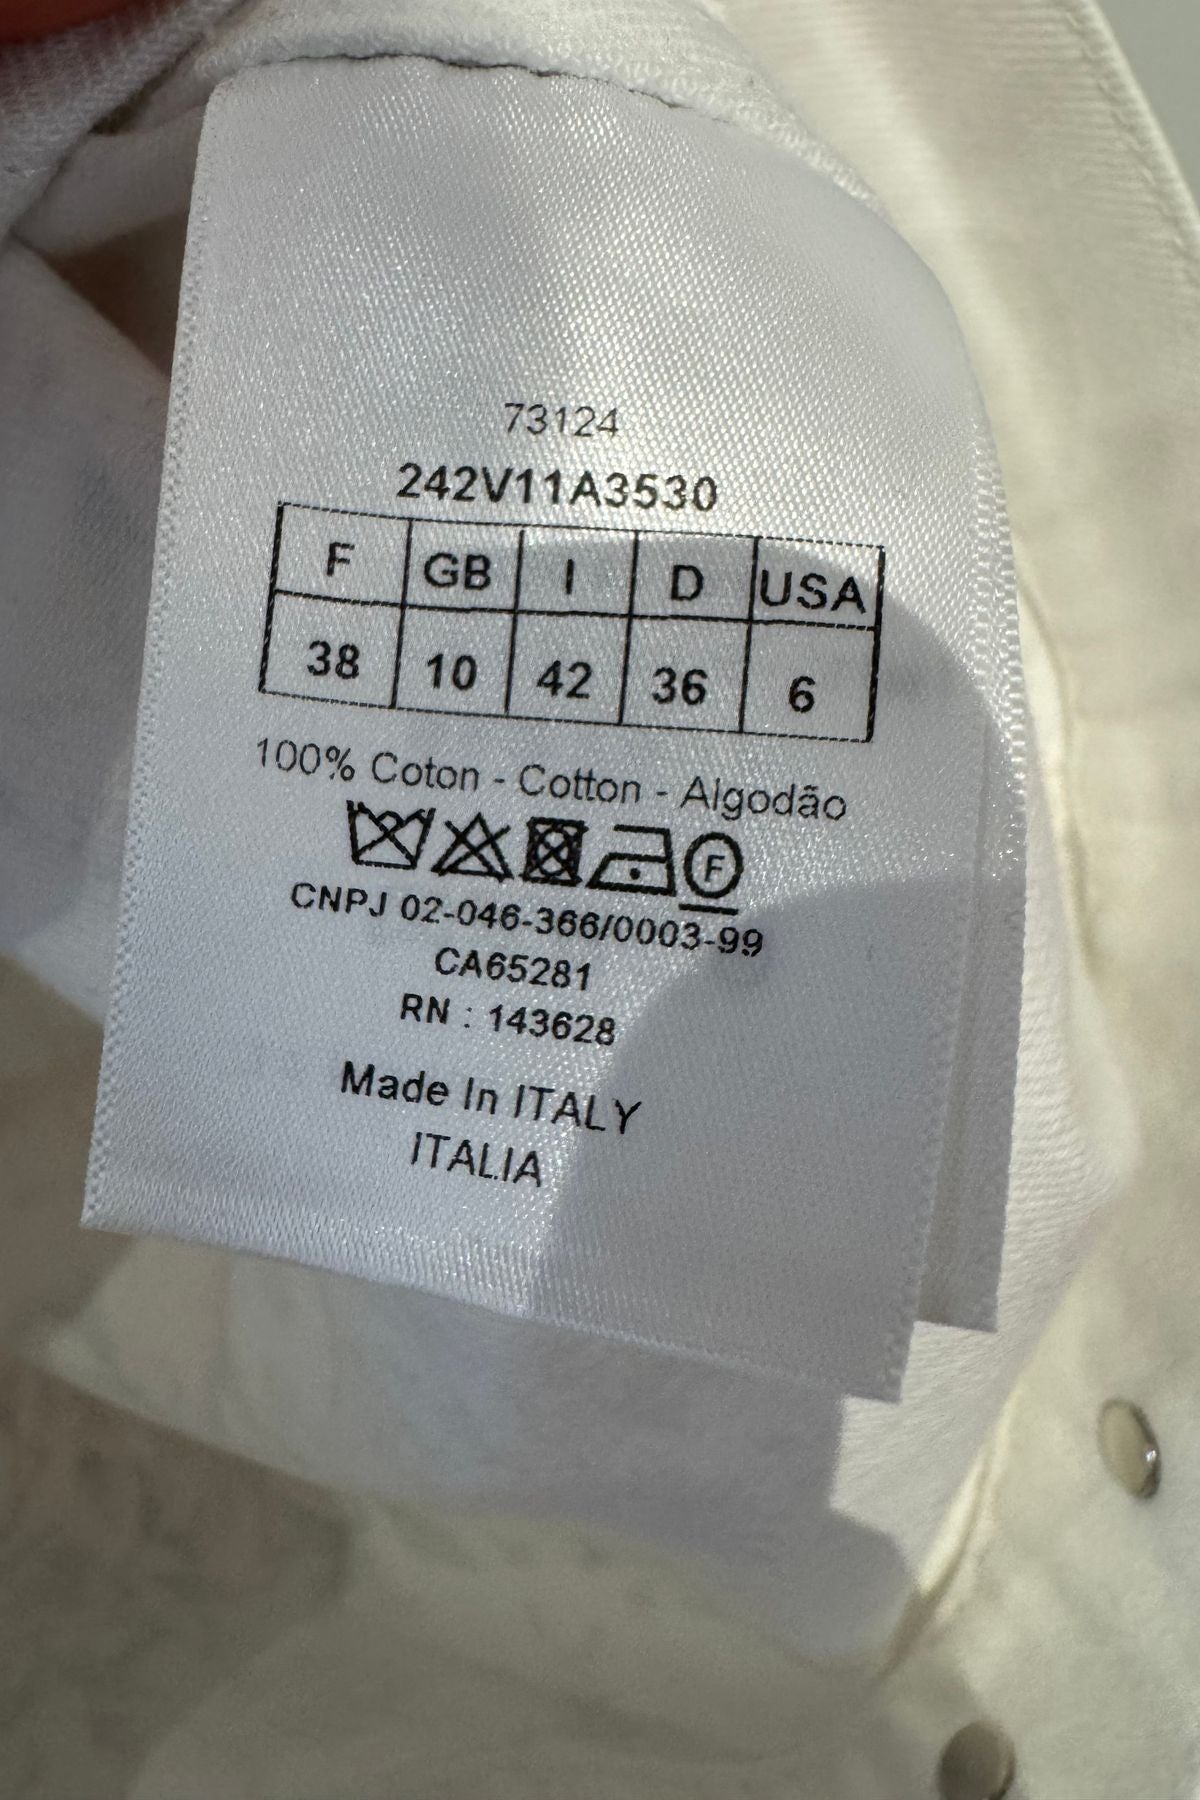 73124
242V11A3530
F GB I D USA
38 10 42 36 6
100% Coton - Cotton - Algodão
F
CNPJ 02-046-366/0003-99
CA65281
RN : 143628
Made In ITALY
ITALIA